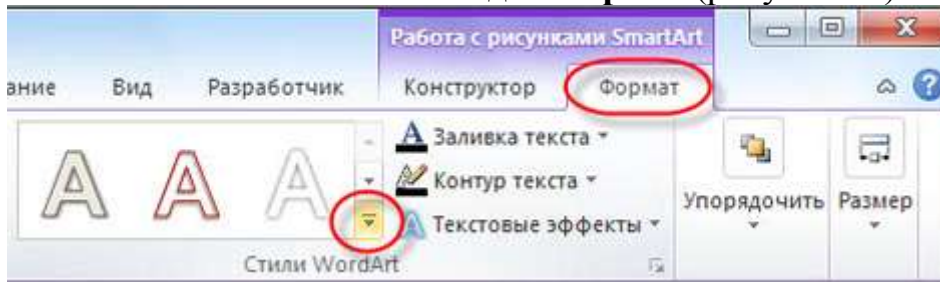 Работа с рисунками SmartArt
ание Вид Разработчик Конструктор Формат
Заливка текста
Контур текста
Текстовые эффекты
Упорядочить Размер
Стили WordArt